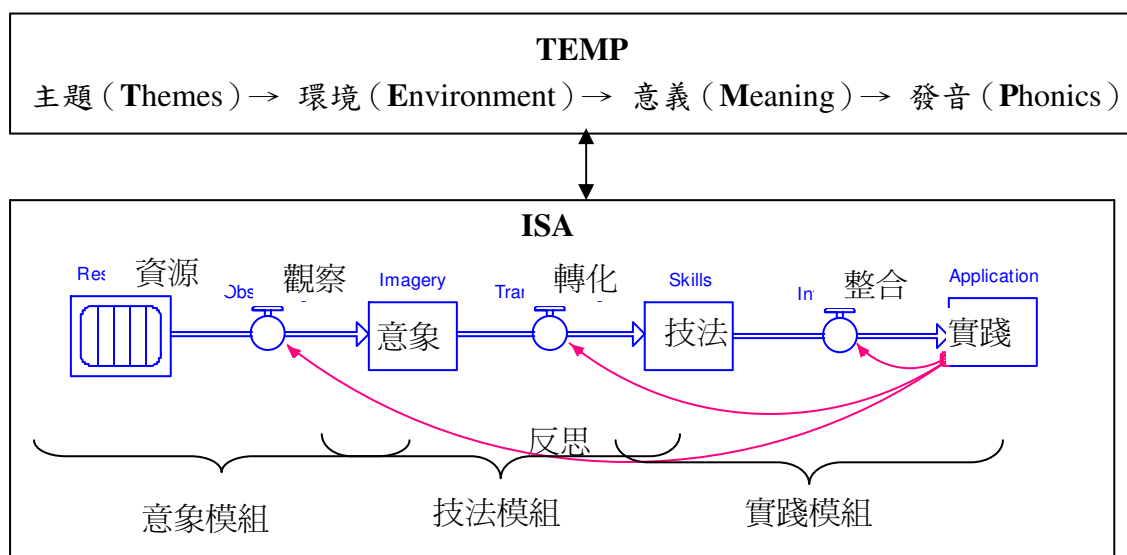 TEMP
主題（Themes）→ 環境（Environment）→ 意義（Meaning）→ 發音（Phonics）
ISA
資源 觀察 Imagery 轉化 Skills 整合 Application
意象 技法 實踐
反思
意象模組 技法模組 實踐模組